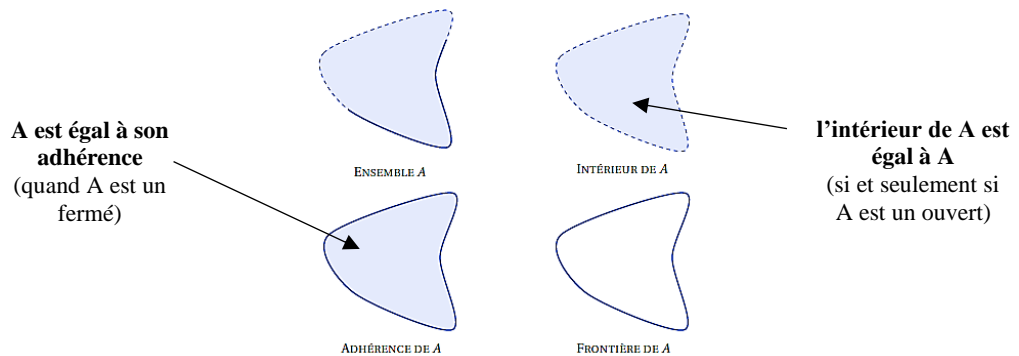 A est égal à son
adhérence
(quand A est un
fermé)
ENSEMBLE A
INTÉRIEUR DE A
l’intérieur de A est
égal à A
(si et seulement si
A est un ouvert)
ADHÉRENCE DE A
FRONTIÈRE DE A